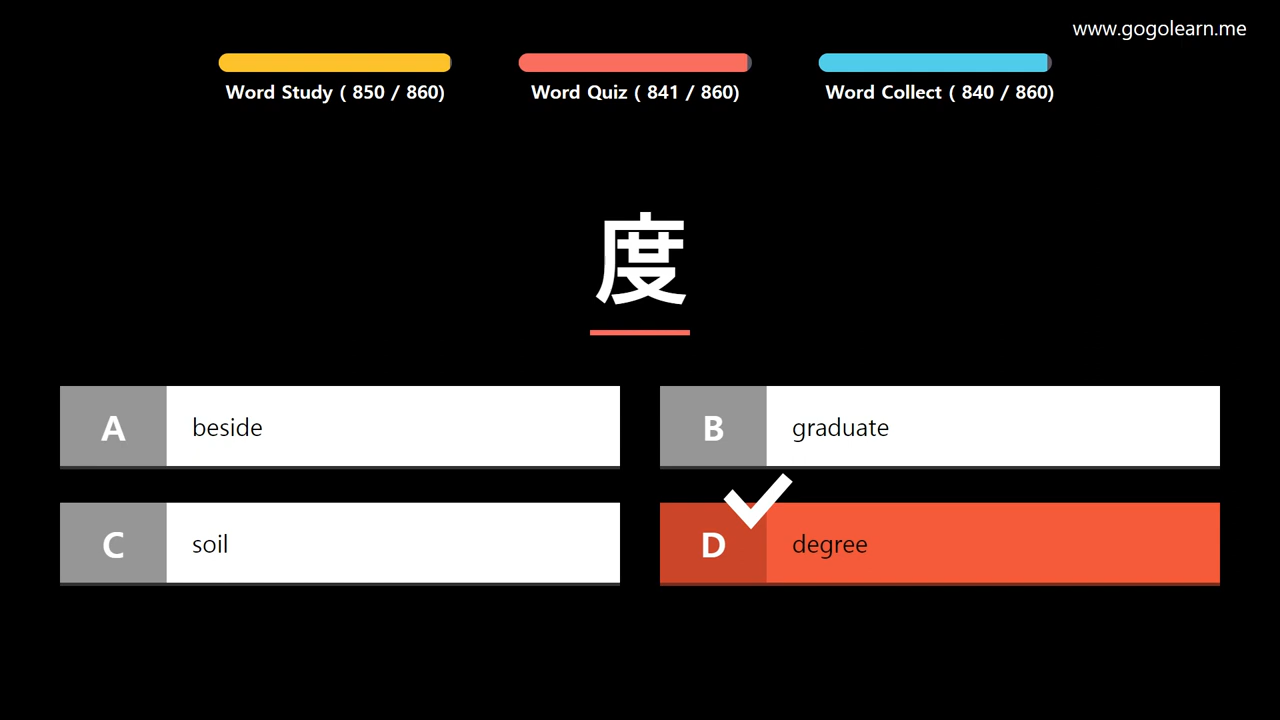 www.gogolearn.me
Word Study ( 850 / 860)
Word Quiz ( 841 / 860)
Word Collect ( 840 / 860)
度
A beside
B graduate
C soil
D degree